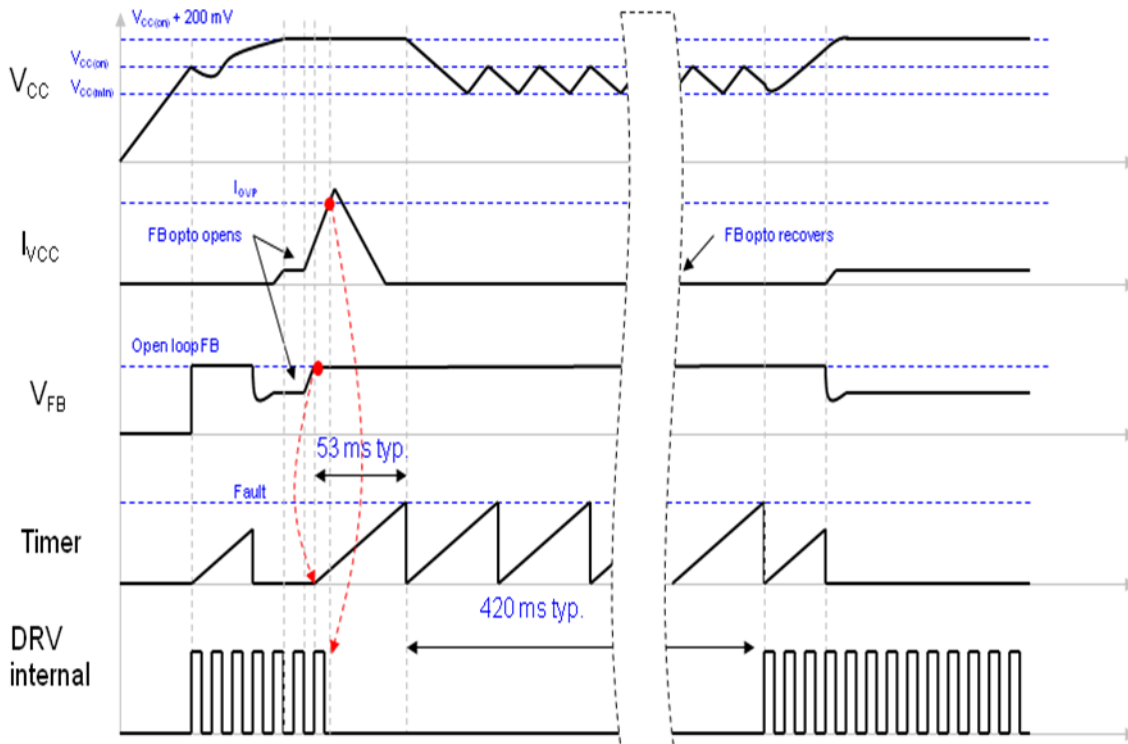 VCC(on) + 200 mV
VCC(on)
VCC
VCC(min)
IOVP
FB opto opens
FB opto recovers
IVCC
Open loop FB
VFB
53 ms typ.
Fault
Timer
420 ms typ.
DRV
internal